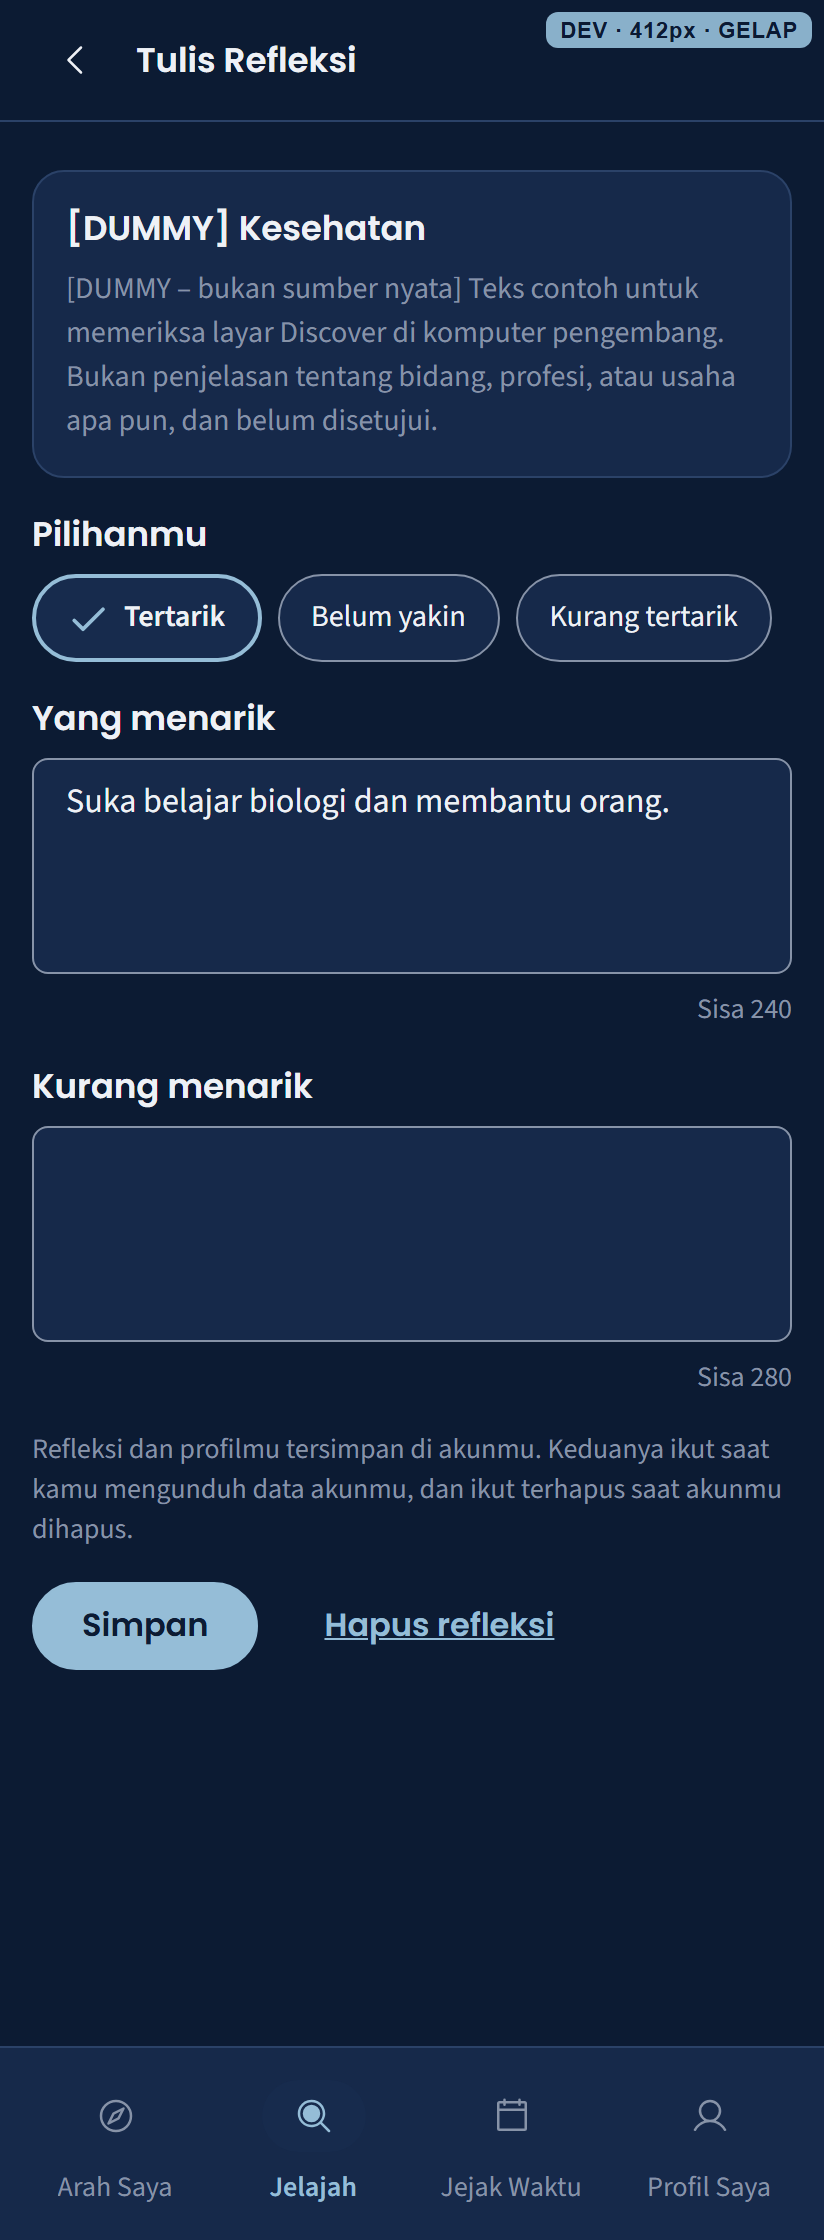 DEV · 412px · GELAP
Tulis Refleksi
[DUMMY] Kesehatan
[DUMMY – bukan sumber nyata] Teks contoh untuk
memeriksa layar Discover di komputer pengembang.
Bukan penjelasan tentang bidang, profesi, atau usaha
apa pun, dan belum disetujui.
Pilihanmu
Tertarik
Belum yakin
Kurang tertarik
Yang menarik
Suka belajar biologi dan membantu orang.
Sisa 240
Kurang menarik
Sisa 280
Refleksi dan profilmu tersimpan di akunmu. Keduanya ikut saat
kamu mengunduh data akunmu, dan ikut terhapus saat akunmu
dihapus.
Simpan
Hapus refleksi
Arah Saya
Jelajah
Jejak Waktu
Profil Saya